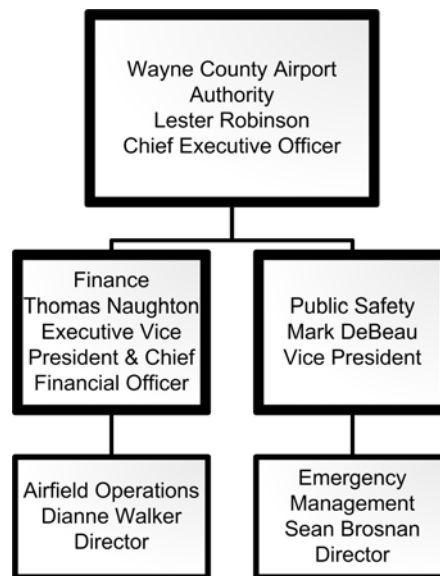 Wayne County Airport
Authority
Lester Robinson
Chief Executive Officer
Finance
Thomas Naughton
Executive Vice
President & Chief
Financial Officer
Public Safety
Mark DeBeau
Vice President
Airfield Operations
Dianne Walker
Director
Emergency
Management
Sean Brosnan
Director